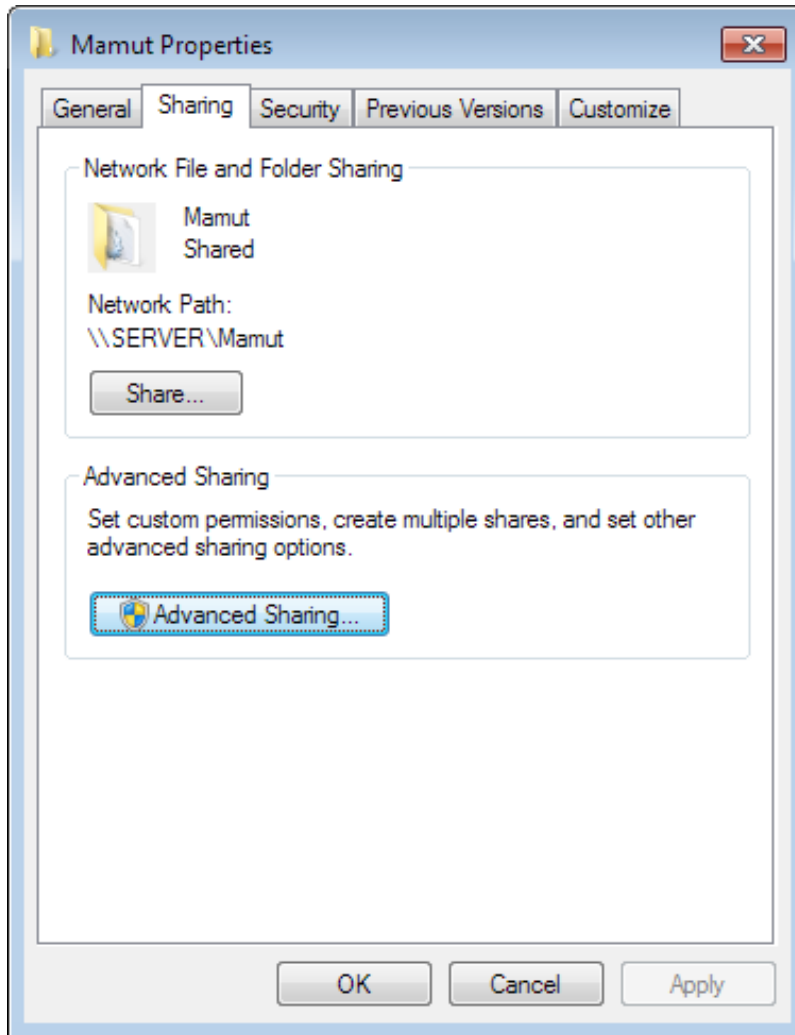 Mamut Properties
General Sharing Security Previous Versions Customize
Network File and Folder Sharing
Mamut
Shared
Network Path:
\\SERVER\Mamut
Share...
Advanced Sharing
Set custom permissions, create multiple shares, and set other
advanced sharing options.
Advanced Sharing...
OK Cancel Apply